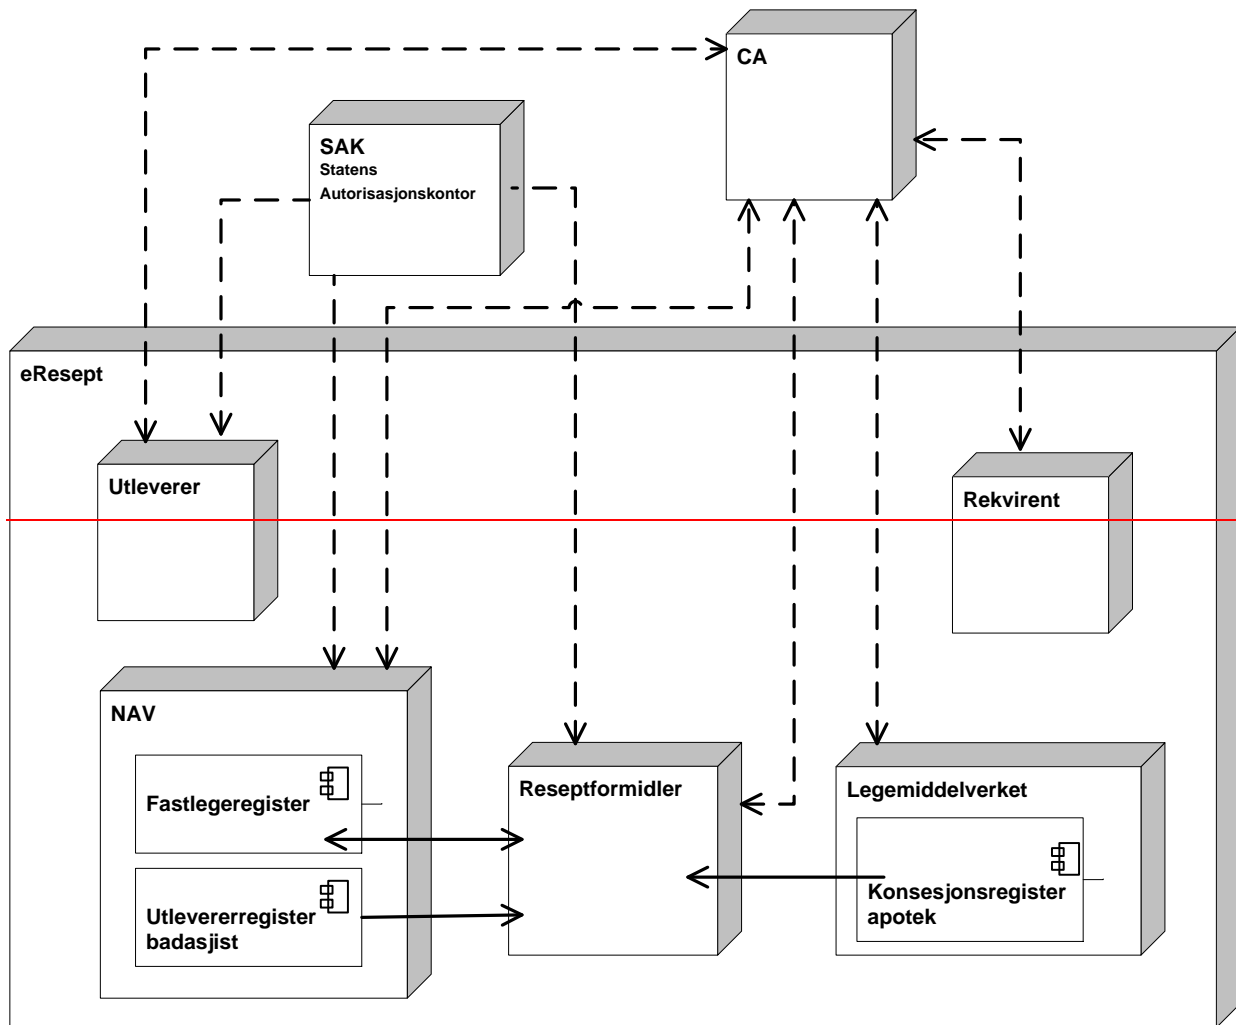 CA
SAK
Statens
Autorisasjonskontor
eResept
Utleverer
Rekvirent
NAV
Fastlegeregister
Utlevererregister
badasjist
Reseptformidler
Legemiddelverket
Konsesjonsregister
apotek